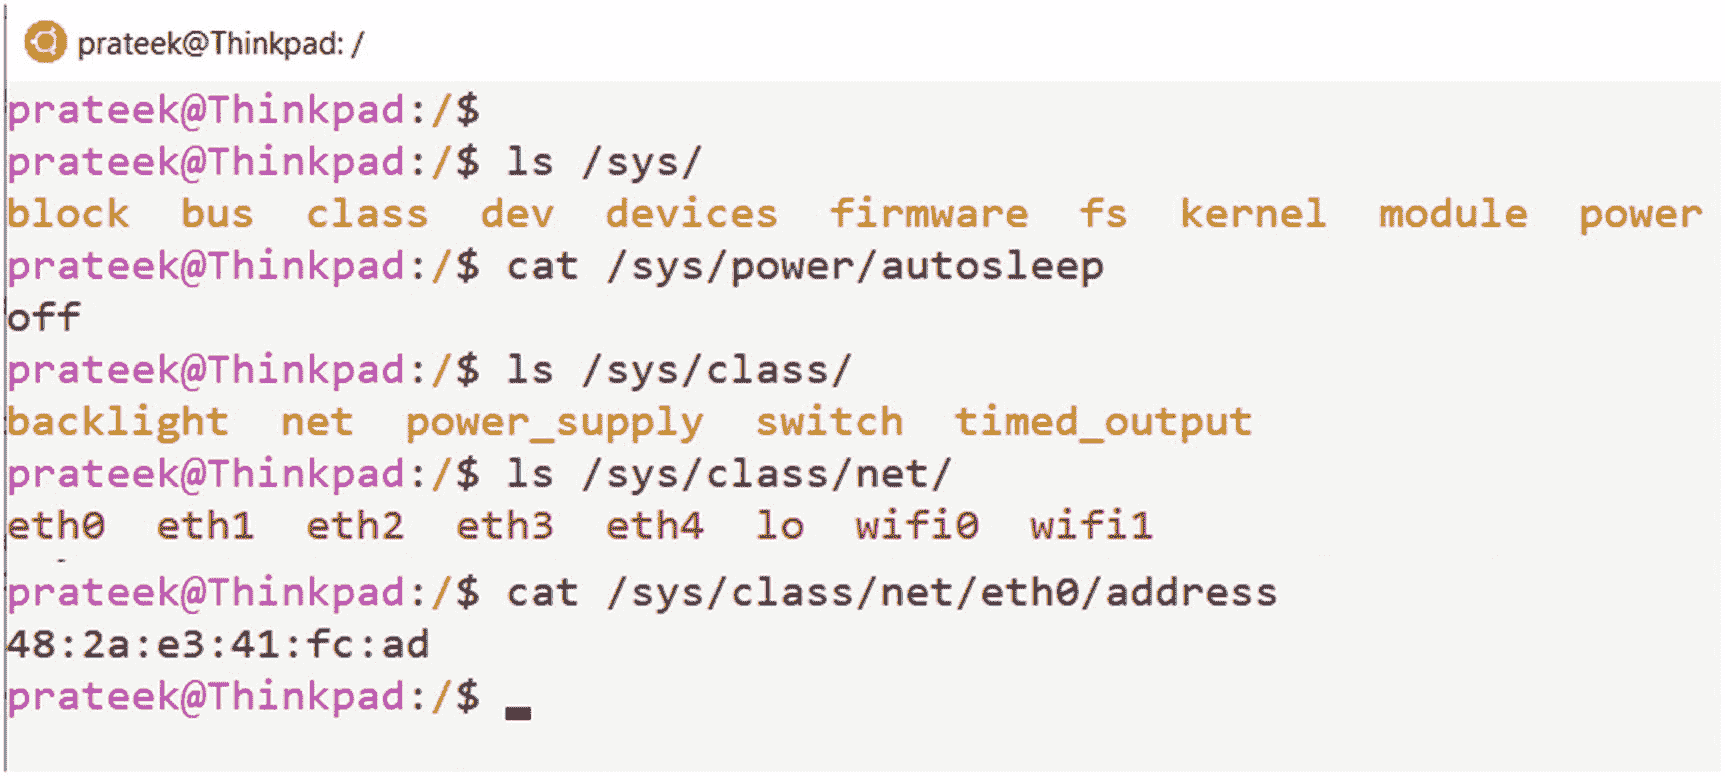 prateek@Thinkpad: /
prateek@Thinkpad:/$
prateek@Thinkpad:/$ ls /sys/
block  bus  class  dev  devices  firmware  fs  kernel  module  power
prateek@Thinkpad:/$ cat /sys/power/autosleep
off
prateek@Thinkpad:/$ ls /sys/class/
backlight  net  power_supply  switch  timed_output
prateek@Thinkpad:/$ ls /sys/class/net/
eth0  eth1  eth2  eth3  eth4  lo  wifi0  wifi1
prateek@Thinkpad:/$ cat /sys/class/net/eth0/address
48:2a:e3:41:fc:ad
prateek@Thinkpad:/$